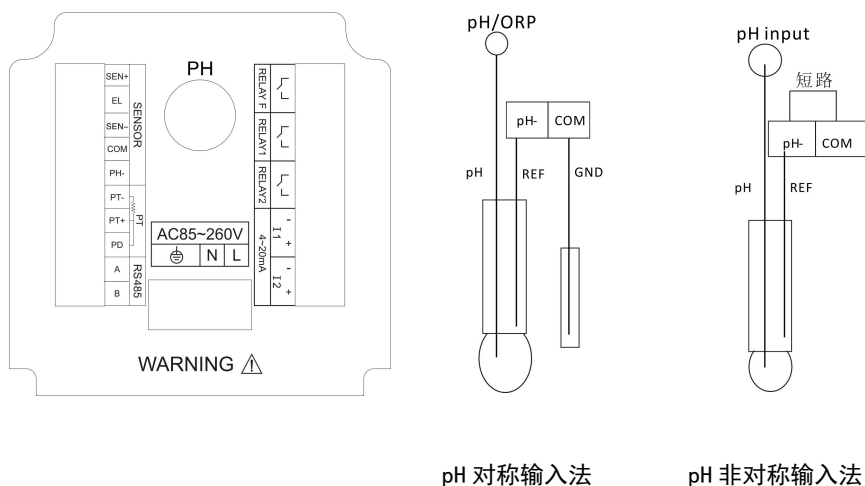 PH
SEN+
EL
SEN-
COM
PH-
SENSOR
PT-
PT+
PD
PT
A
B
RS485
RELAY F
RELAY1
RELAY2
4~20mA
- I1 +
- I2 +
AC85~260V
N L
WARNING
pH/ORP
pH- COM
pH REF GND
pH 对称输入法
pH input
短路
pH- COM
pH REF
pH 非对称输入法